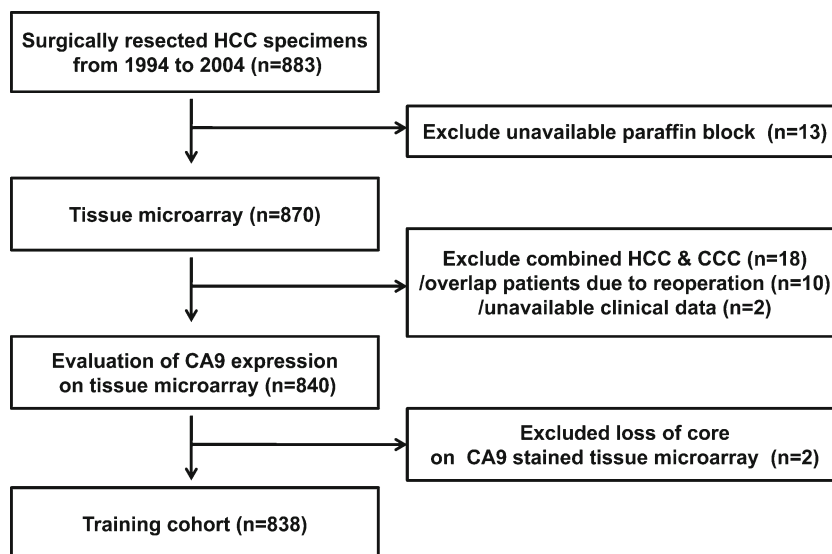 Surgically resected HCC specimens
from 1994 to 2004 (n=883)
Exclude unavailable paraffin block (n=13)
Tissue microarray (n=870)
Exclude combined HCC & CCC (n=18)
/overlap patients due to reoperation (n=10)
/unavailable clinical data (n=2)
Evaluation of CA9 expression
on tissue microarray (n=840)
Excluded loss of core
on CA9 stained tissue microarray (n=2)
Training cohort (n=838)